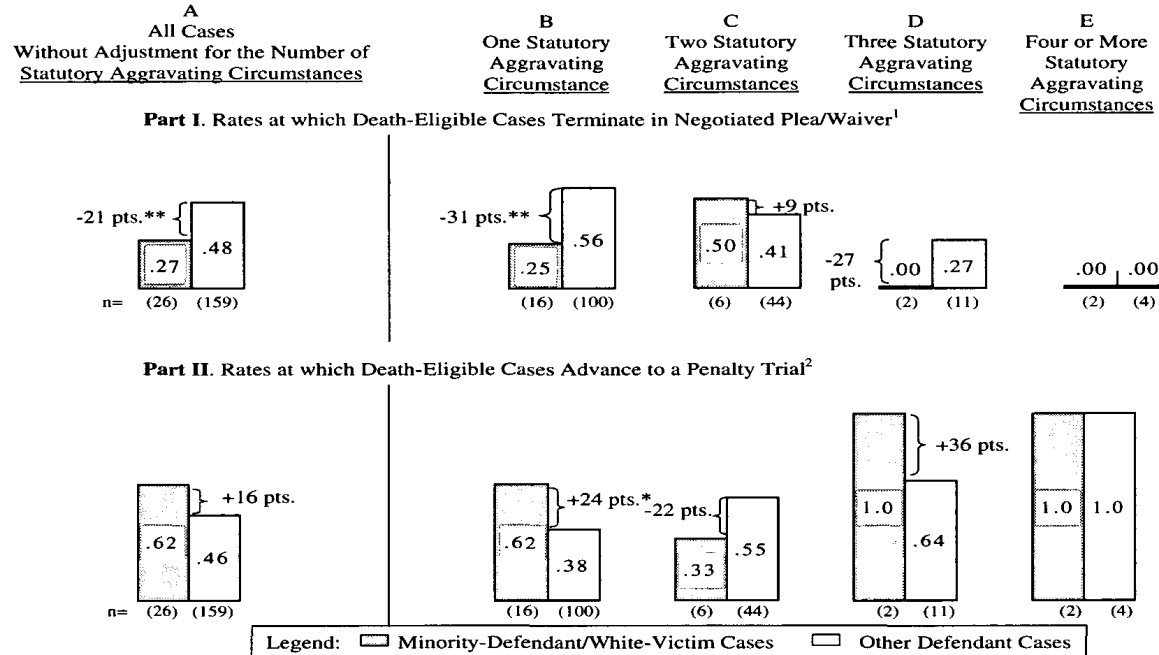 A
All Cases
Without Adjustment for the Number of
Statutory Aggravating Circumstances
B
One Statutory
Aggravating
Circumstance
C
Two Statutory
Aggravating
Circumstances
D
Three Statutory
Aggravating
Circumstances
E
Four or More
Statutory
Aggravating
Circumstances
Part I. Rates at which Death-Eligible Cases Terminate in Negotiated Plea/Waiver¹
-21 pts.**
.27
.48
n= (26) (159)
-31 pts.**
.25
.56
(16) (100)
+9 pts.
.50
.41
(6) (44)
-27
pts.
.00
.27
(2) (11)
.00 .00
(2) (4)
Part II. Rates at which Death-Eligible Cases Advance to a Penalty Trial²
+16 pts.
.62
.46
n= (26) (159)
+24 pts.*
.62
.38
(16) (100)
-22 pts.
.33
.55
(6) (44)
+36 pts.
1.0
.64
(2) (11)
1.0 1.0
(2) (4)
Legend: Minority-Defendant/White-Victim Cases Other Defendant Cases